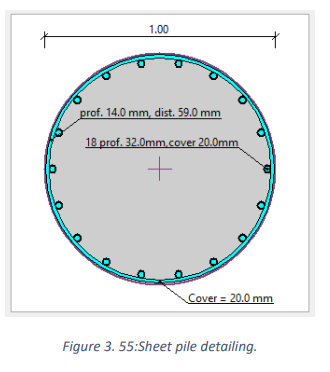 1.00
prof. 14.0 mm, dist. 59.0 mm
18 prof. 32.0mm,cover 20.0mm
Cover = 20.0 mm
Figure 3. 55:Sheet pile detailing.